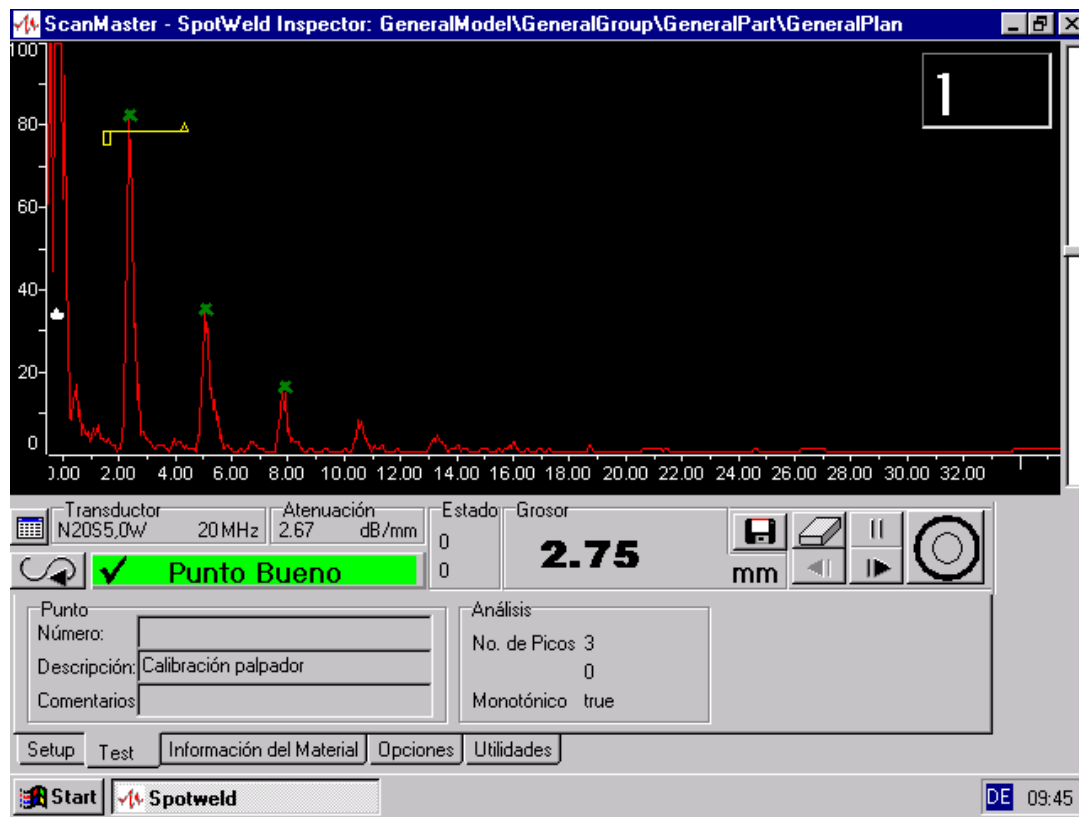 ScanMaster - SpotWeld Inspector: GeneralModel\GeneralGroup\GeneralPart\GeneralPlan
100
1
80
60
40
20
0
0.00 2.00 4.00 6.00 8.00 10.00 12.00 14.00 16.00 18.00 20.00 22.00 24.00 26.00 28.00 30.00 32.00
Transductor Atenuación Estado Grosor
N20S5,0W 20 MHz 2.67 dB/mm 0
2.75 mm
Punto Bueno 0
Punto Análisis
Número:
No. de Picos 3
Descripción: Calibración palpador
0
Comentarios
Monotónico true
Setup Test Información del Material Opciones Utilidades
Start Spotweld DE 09:45